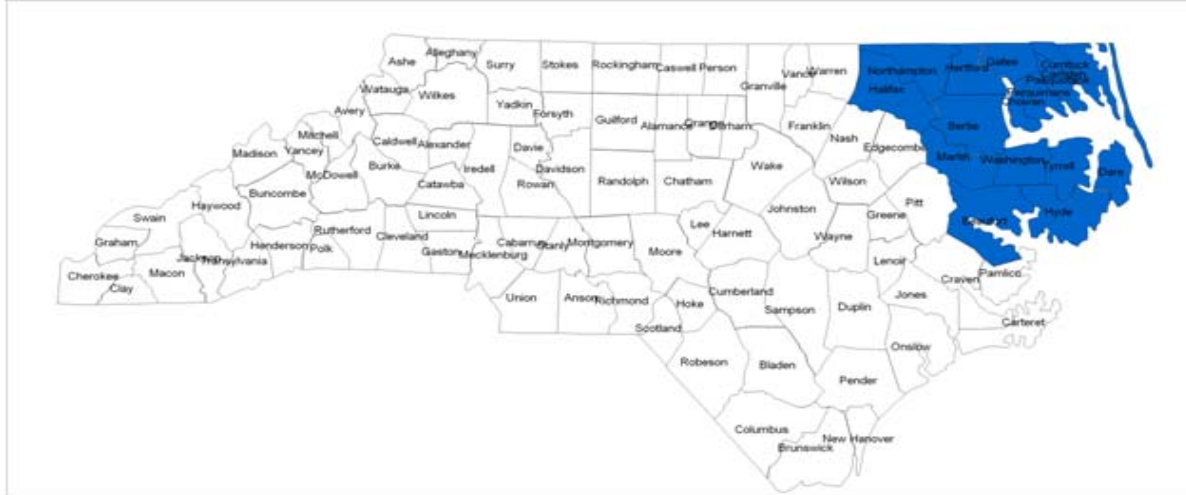 Alleghany
Ashe
Surry
Stokes
Rockingham
Caswell
Person
Vance
Warren
Granville
Northampton
Hertford
Gates
Currituck
Camden
Halifax
Perquimans
Chowan
Watauga
Wilkes
Yadkin
Forsyth
Avery
Guilford
Alamance
Orange
Durham
Franklin
Nash
Edgecombe
Bertie
Mitchell
Yancey
Madison
Caldwell
Alexander
Davie
Iredell
Davidson
Burke
McDowell
Catawba
Rowan
Randolph
Chatham
Wake
Wilson
Martin
Washington
Tyrrell
Dare
Buncombe
Haywood
Swain
Lincoln
Pitt
Greene
Johnston
Beaufort
Hyde
Rutherford
Cleveland
Polk
Gaston
Henderson
Graham
Jackson
Transylvania
Cabarrus
Stanly
Mecklenburg
Montgomery
Moore
Lee
Harnett
Wayne
Lenoir
Cherokee
Macon
Clay
Craven
Pamlico
Jones
Union
Anson
Richmond
Hoke
Scotland
Cumberland
Sampson
Duplin
Carteret
Onslow
Robeson
Bladen
Pender
Columbus
Brunswick
New Hanover